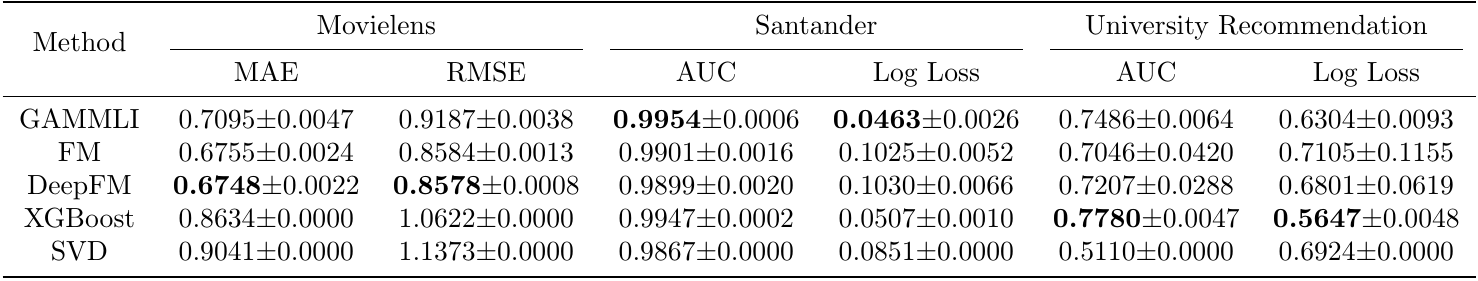 Method Movielens Santander University Recommendation
MAE RMSE AUC Log Loss AUC Log Loss
GAMMLI 0.7095±0.0047 0.9187±0.0038 0.9954±0.0006 0.0463±0.0026 0.7486±0.0064 0.6304±0.0093
FM 0.6755±0.0024 0.8584±0.0013 0.9901±0.0016 0.1025±0.0052 0.7046±0.0420 0.7105±0.1155
DeepFM 0.6748±0.0022 0.8578±0.0008 0.9899±0.0020 0.1030±0.0066 0.7207±0.0288 0.6801±0.0619
XGBoost 0.8634±0.0000 1.0622±0.0000 0.9947±0.0002 0.0507±0.0010 0.7780±0.0047 0.5647±0.0048
SVD 0.9041±0.0000 1.1373±0.0000 0.9867±0.0000 0.0851±0.0000 0.5110±0.0000 0.6924±0.0000